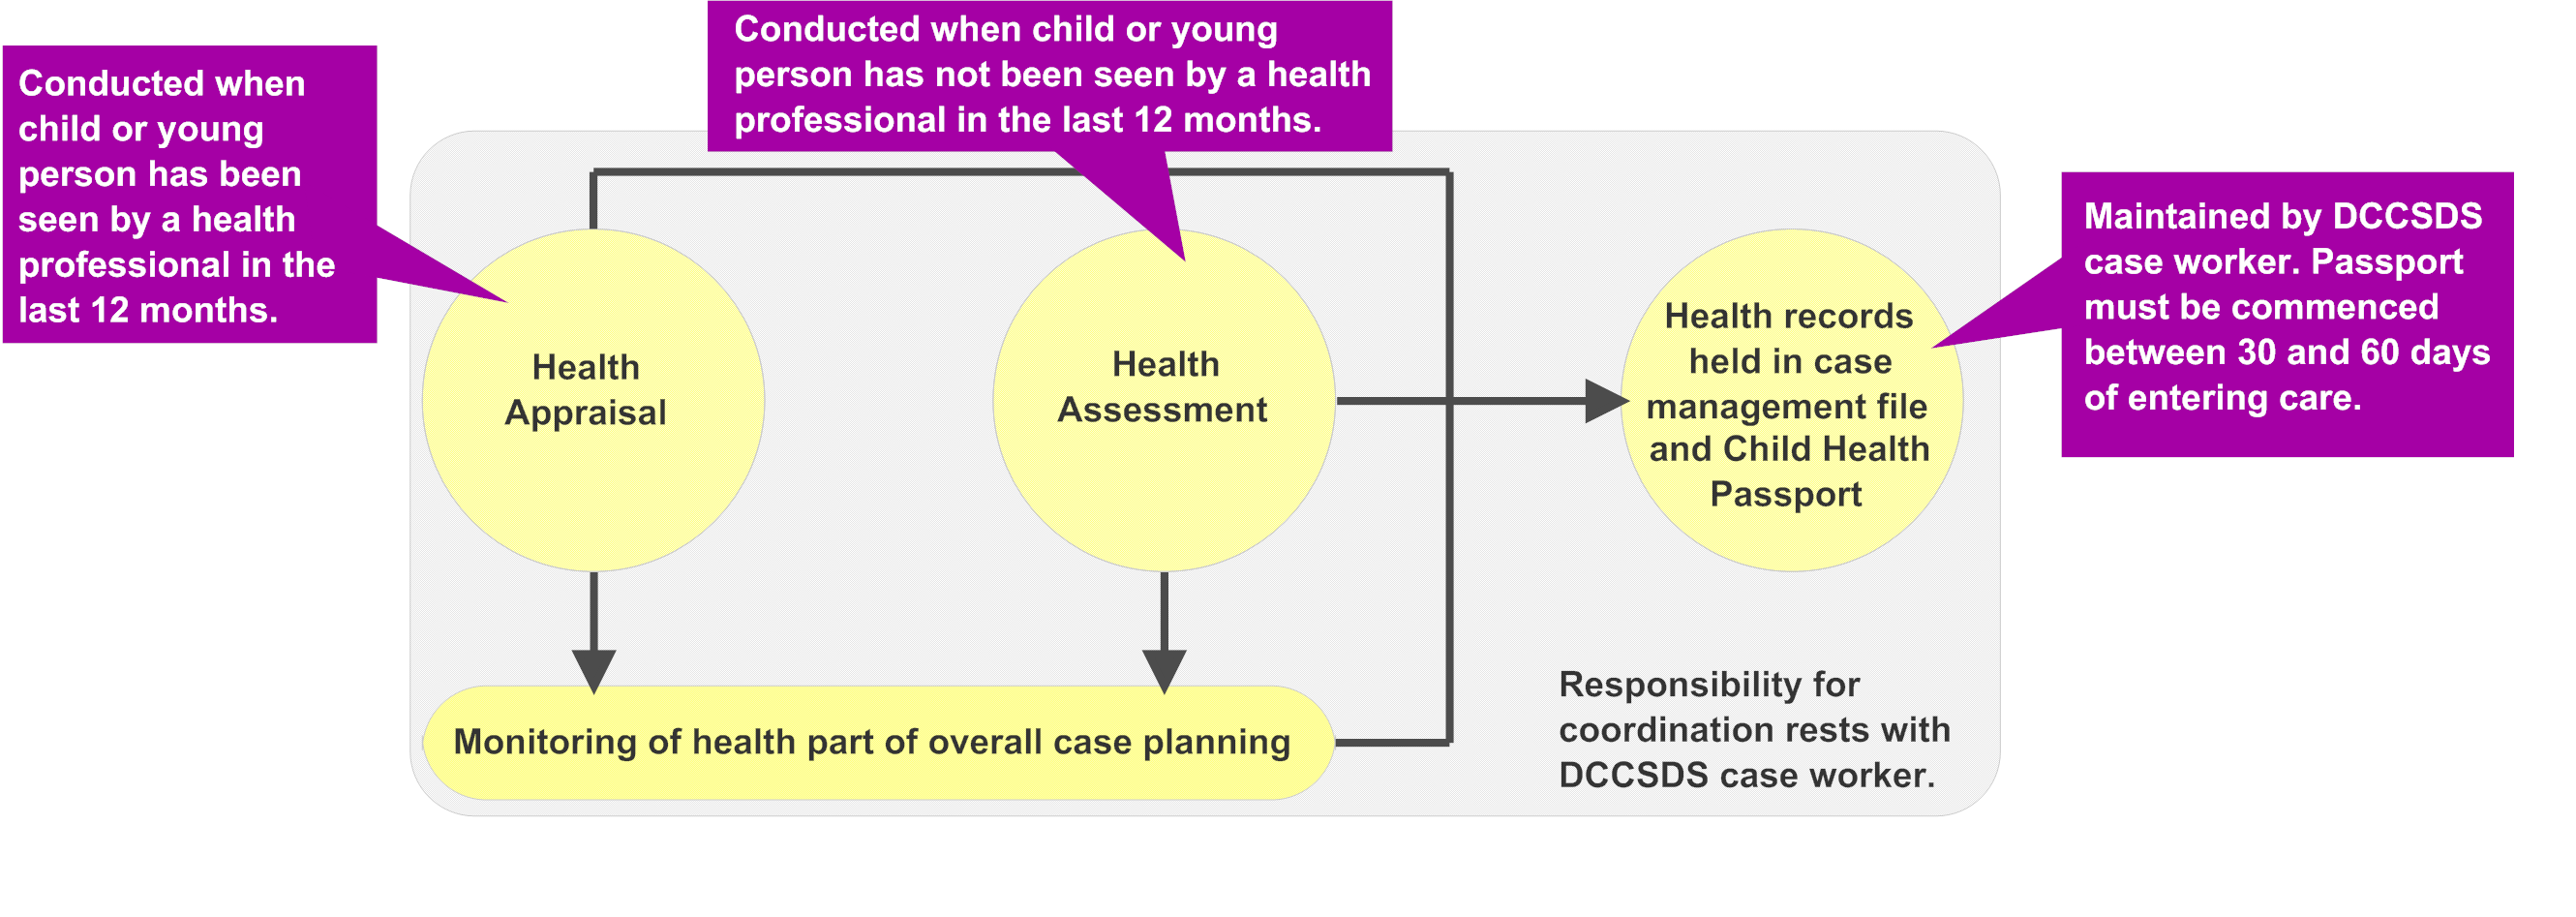 Conducted when
child or young
person has been
seen by a health
professional in the
last 12 months.
Conducted when child or young
person has not been seen by a health
professional in the last 12 months.
Maintained by DCCSDS
case worker. Passport
must be commenced
between 30 and 60 days
of entering care.
Health
Appraisal
Health
Assessment
Health records
held in case
management file
and Child Health
Passport
Monitoring of health part of overall case planning
Responsibility for
coordination rests with
DCCSDS case worker.